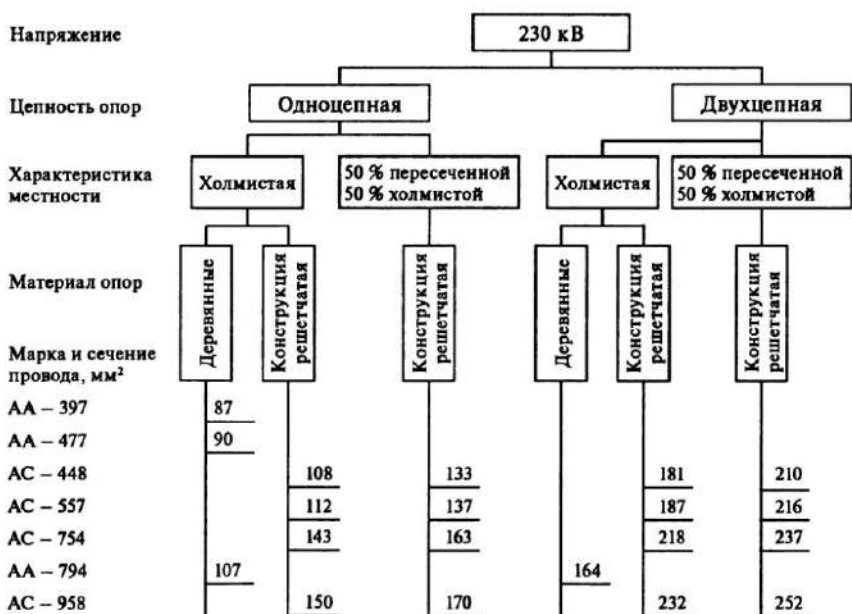 Напряжение
230 кВ
Цепность опор
Одноцепная
Двухцепная
Характеристика
местности
Холмистая
50 % пересеченной
50 % холмистой
Холмистая
50 % пересеченной
50 % холмистой
Материал опор
Деревянные
Конструкция
решетчатая
Конструкция
решетчатая
Деревянные
Конструкция
решетчатая
Конструкция
решетчатая
Марка и сечение
провода, мм²
АА – 397 87
АА – 477 90
АС – 448 108 133 181 210
АС – 557 112 137 187 216
АС – 754 143 163 218 237
АА – 794 107 164
АС – 958 150 170 232 252